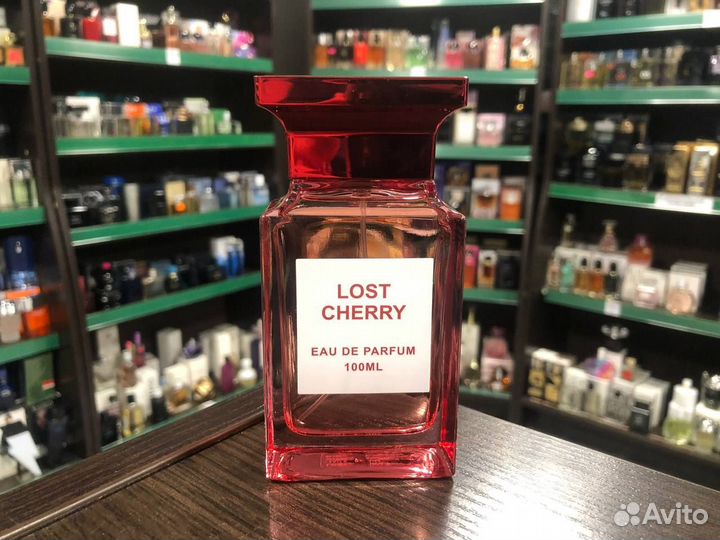 LOST
CHERRY
EAU DE PARFUM
100ML
Avito